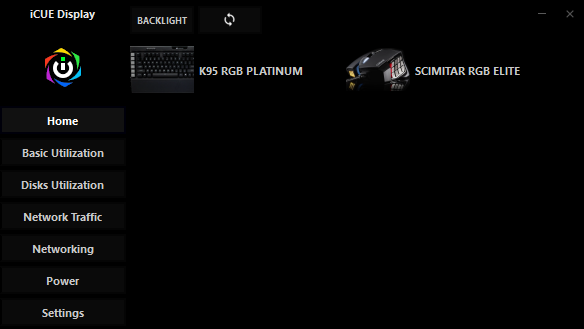 iCUE Display
BACKLIGHT
K95 RGB PLATINUM
SCIMITAR RGB ELITE
Home
Basic Utilization
Disks Utilization
Network Traffic
Networking
Power
Settings